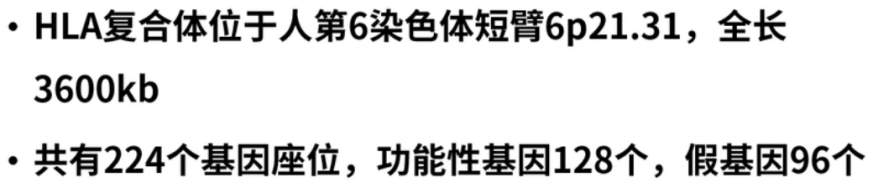 • HLA复合体位于人第6染色体短臂6p21.31，全长
3600kb
• 共有224个基因座位，功能性基因128个，假基因96个